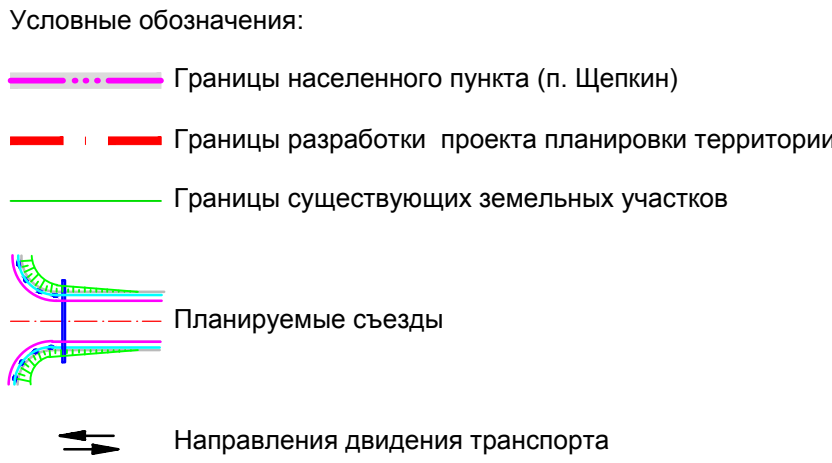 Условные обозначения:
Границы населенного пункта (п. Щепкин)
Границы разработки проекта планировки территории
Границы существующих земельных участков
Планируемые съезды
Направления двидения транспорта